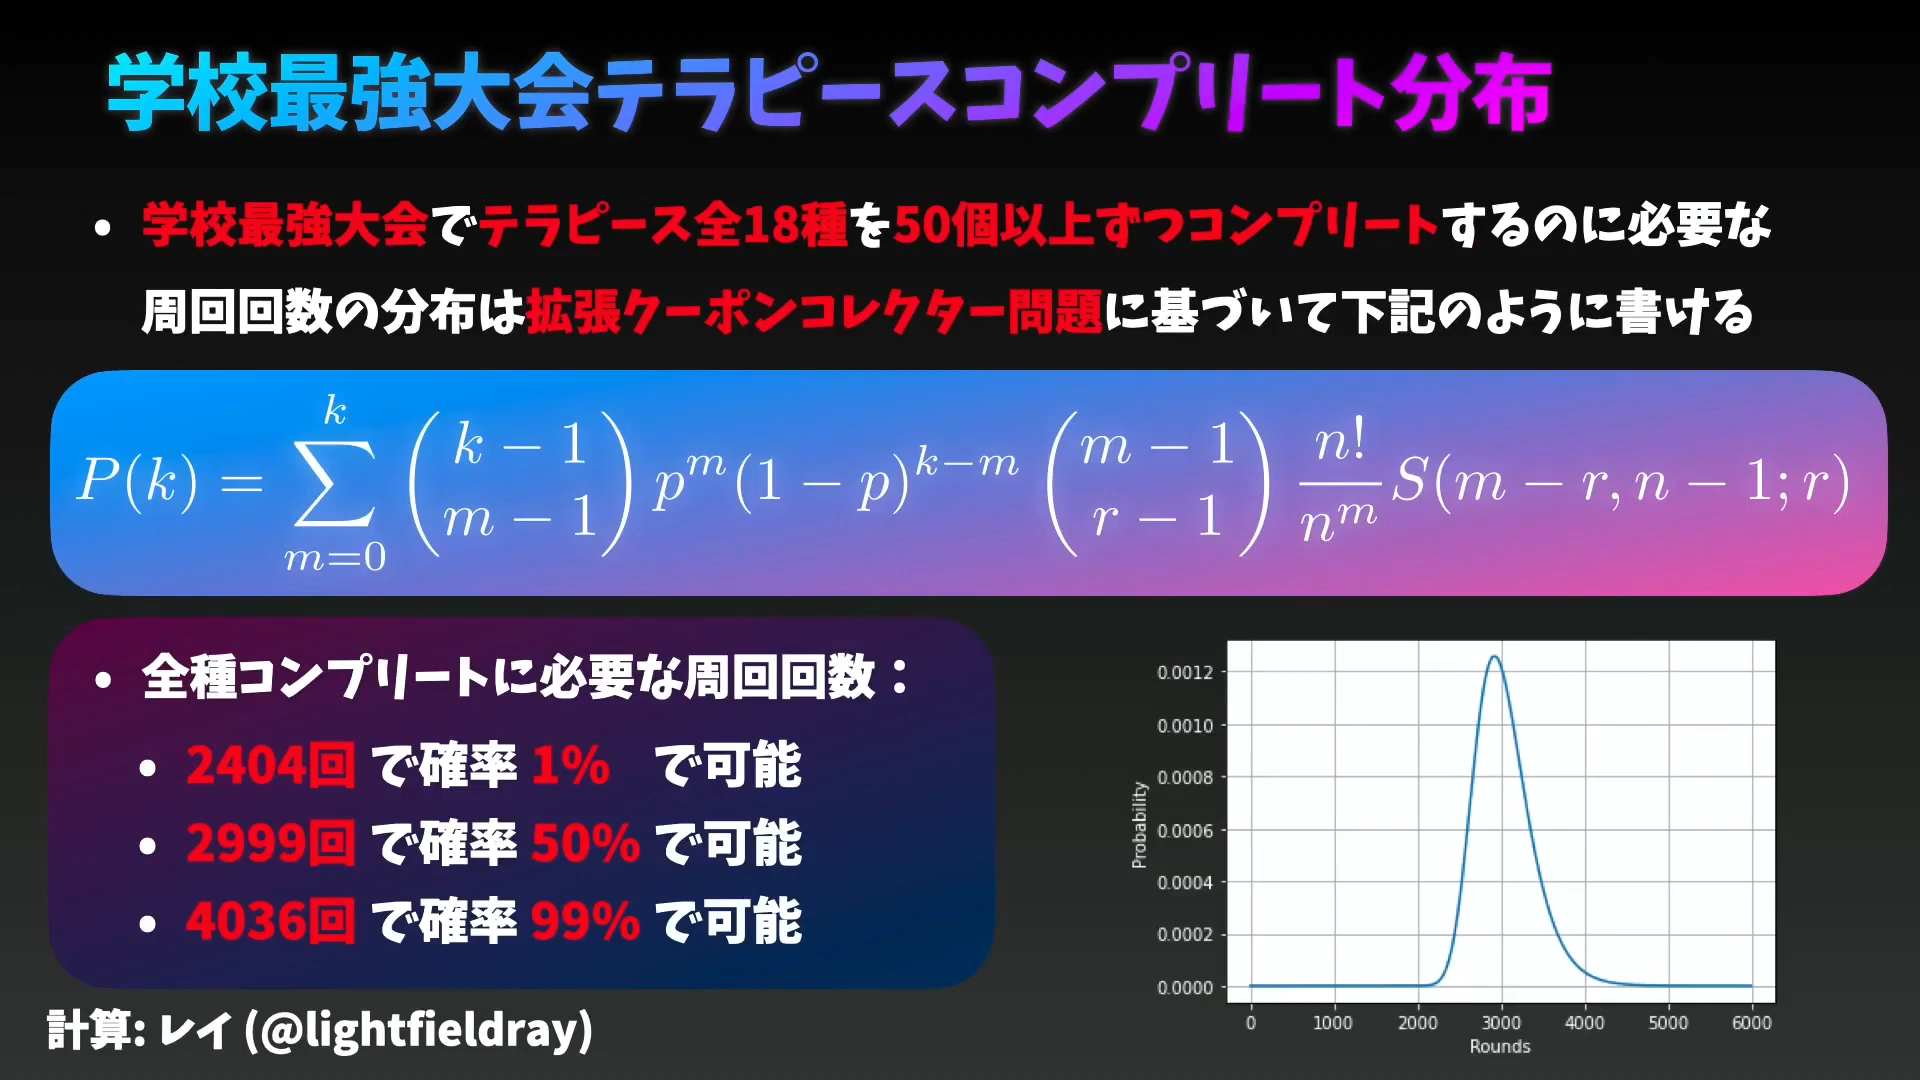 学校最強大会テラピースコンプリート分布
• 学校最強大会でテラピース全18種を50個以上ずつコンプリートするのに必要な
周回回数の分布は拡張クーポンコレクター問題に基づいて下記のように書ける
P(k) = \sum_{m=0}^{k} \binom{k-1}{m-1} p^m (1-p)^{k-m} \binom{m-1}{r-1} \frac{n!}{n^m} S(m-r, n-1; r)
• 全種コンプリートに必要な周回回数：
• 2404回 で確率 1% で可能
• 2999回 で確率 50% で可能
• 4036回 で確率 99% で可能
計算: レイ (@lightfieldray)
Probability
0.0012
0.0010
0.0008
0.0006
0.0004
0.0002
0.0000
0 1000 2000 3000 4000 5000 6000
Rounds